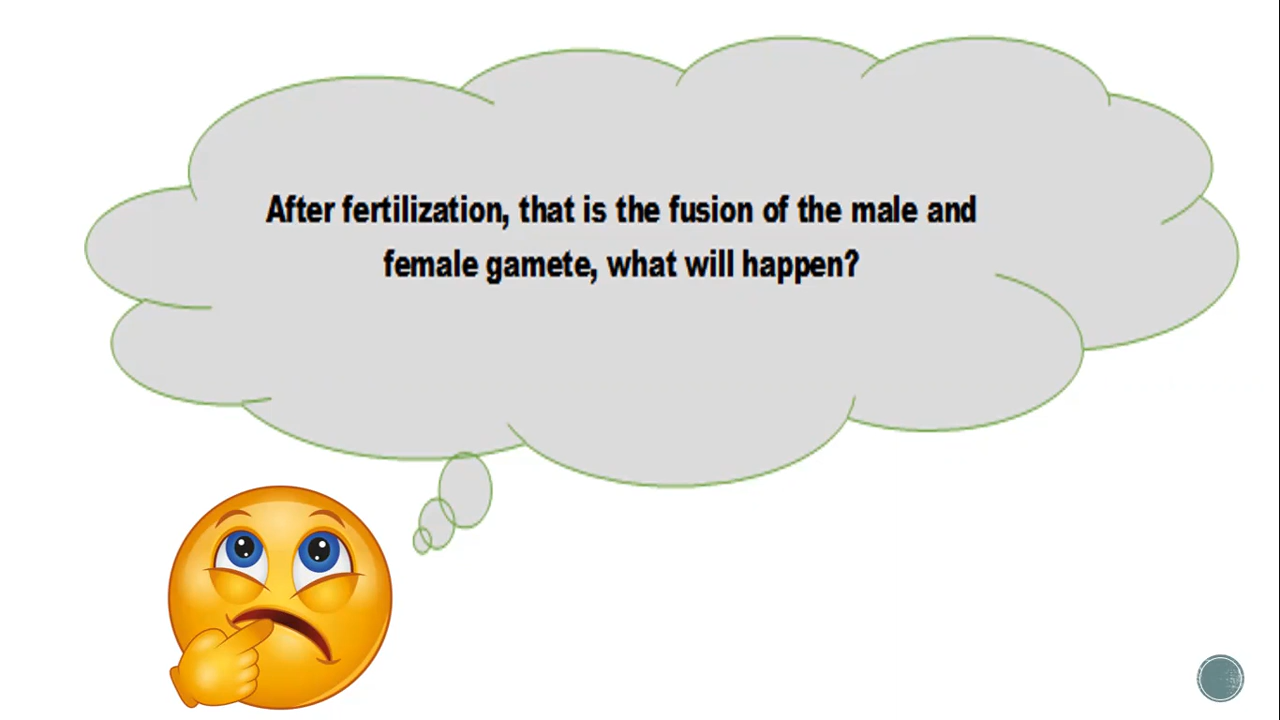 After fertilization, that is the fusion of the male and
female gamete, what will happen?